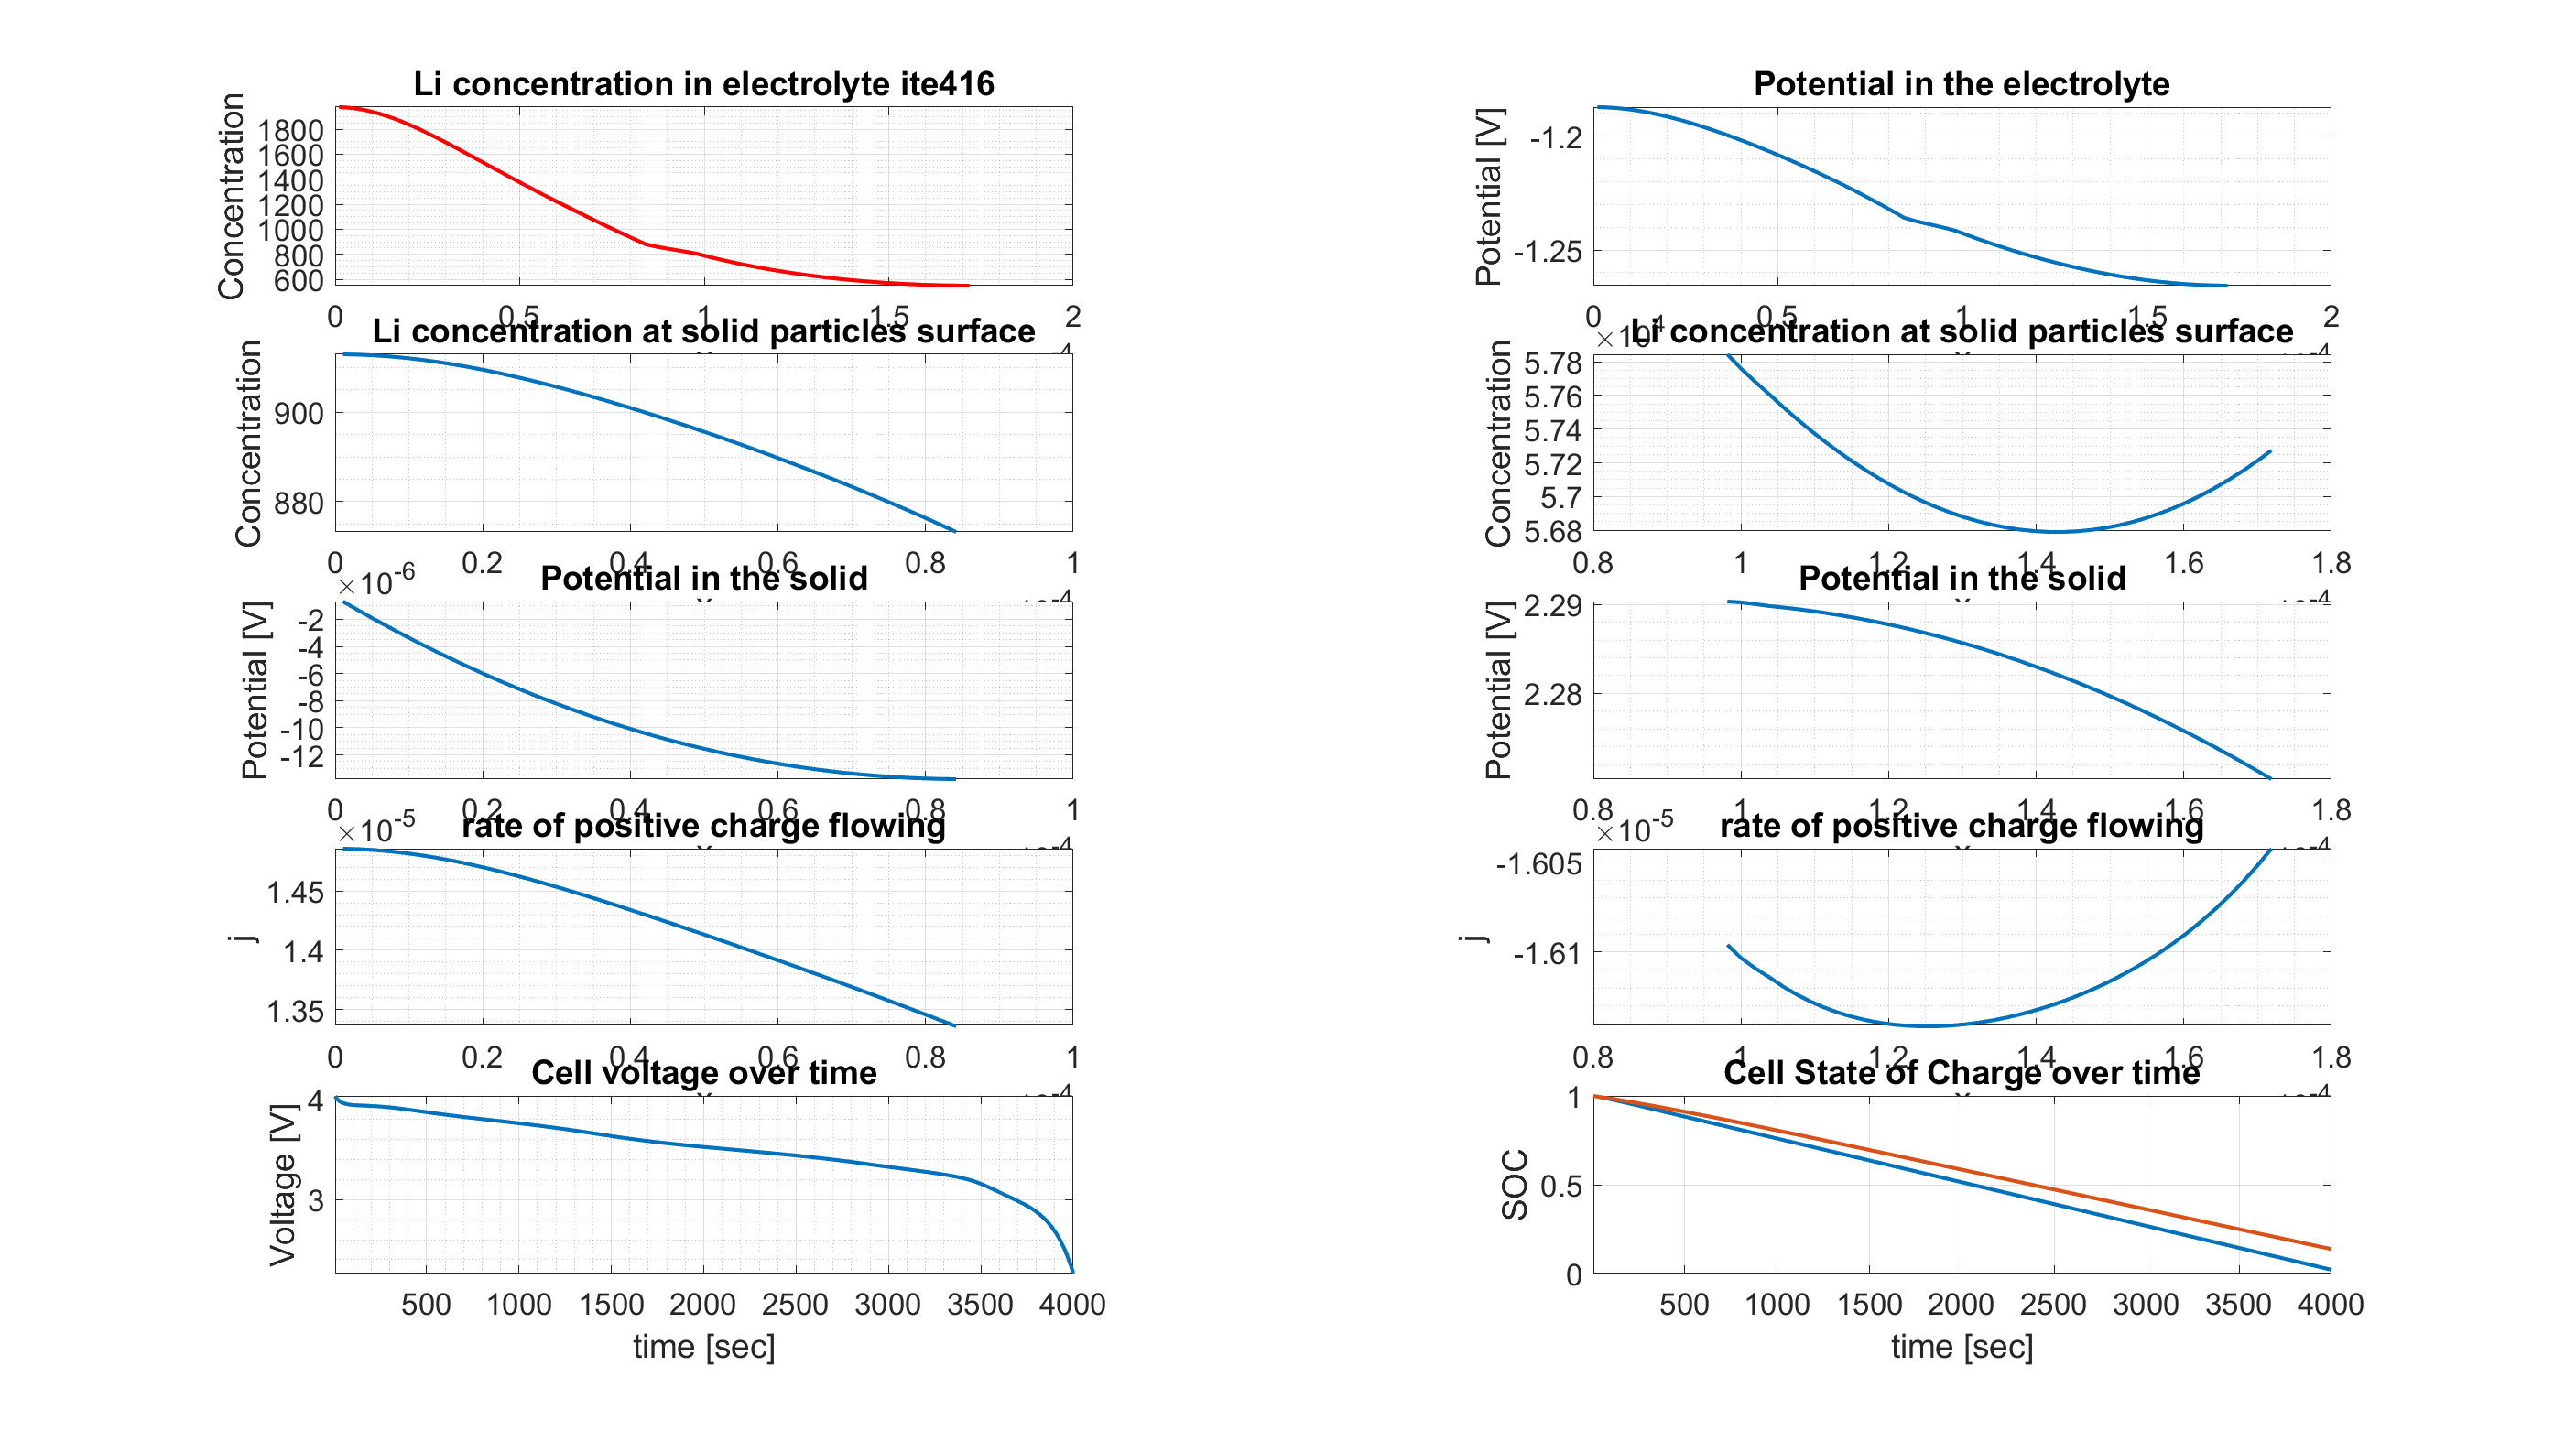 Li concentration in electrolyte ite416
Concentration
1800
1600
1400
1200
1000
800
600
0 0.5 1 1.5 2
Potential in the electrolyte
Potential [V]
-1.2
-1.25
0 0.5 1 1.5 2
Li concentration at solid particles surface
Concentration
900
880
0 0.2 0.4 0.6 0.8 1
×10⁴
Li concentration at solid particles surface
Concentration
5.78
5.76
5.74
5.72
5.7
5.68
0.8 1 1.2 1.4 1.6 1.8
×10⁻⁶
Potential in the solid
Potential [V]
-2
-4
-6
-8
-10
-12
0 0.2 0.4 0.6 0.8 1
Potential in the solid
Potential [V]
2.29
2.28
0.8 1 1.2 1.4 1.6 1.8
×10⁻⁵
rate of positive charge flowing
j
1.45
1.4
1.35
0 0.2 0.4 0.6 0.8 1
×10⁻⁵
rate of positive charge flowing
j
-1.605
-1.61
0.8 1 1.2 1.4 1.6 1.8
Cell voltage over time
Voltage [V]
4
3
500 1000 1500 2000 2500 3000 3500 4000
time [sec]
Cell State of Charge over time
SOC
1
0.5
0
500 1000 1500 2000 2500 3000 3500 4000
time [sec]